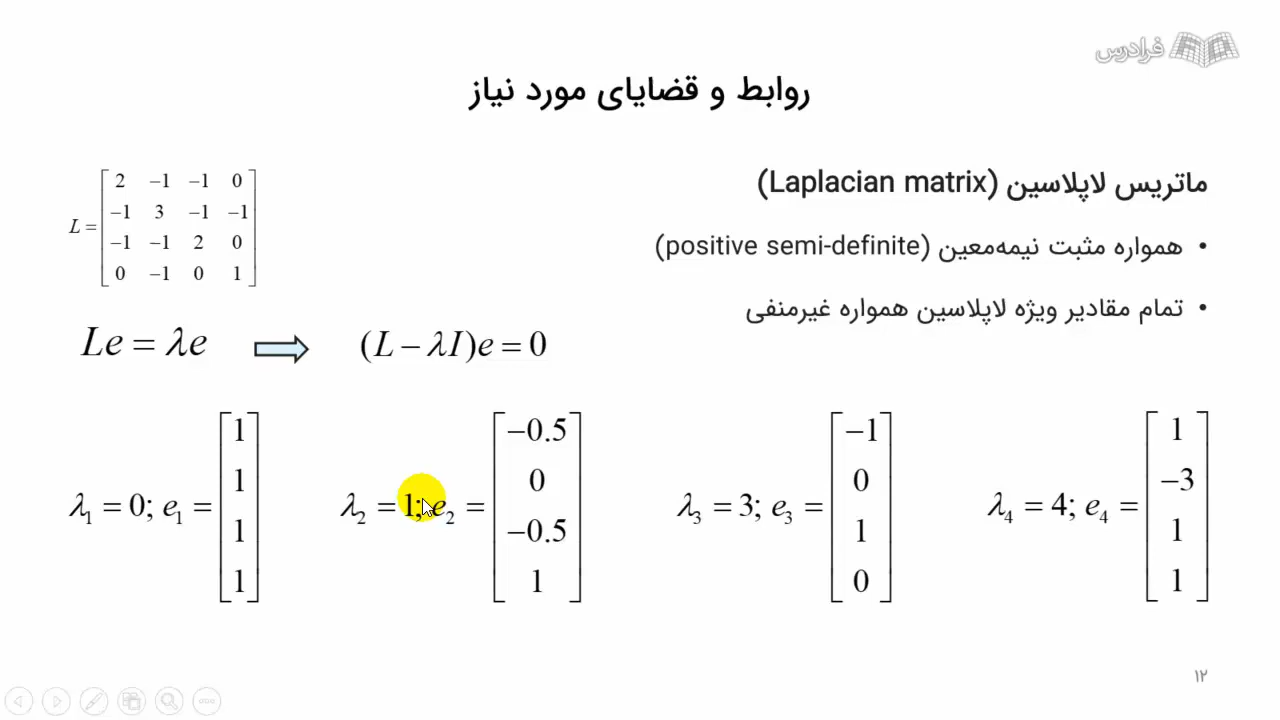 فرادرس
روابط و قضایای مورد نیاز
ماتریس لاپلاسین (Laplacian matrix)
• همواره مثبت نیمه‌معین (positive semi-definite)
• تمام مقادیر ویژه لاپلاسین همواره غیرمنفی
L =
2 −1 −1 0
−1 3 −1 −1
−1 −1 2 0
0 −1 0 1
Le = λe
(L − λI)e = 0
λ₁ = 0; e₁ =
1
1
1
1
λ₂ = 1; e₂ =
−0.5
0
−0.5
1
λ₃ = 3; e₃ =
−1
0
1
0
λ₄ = 4; e₄ =
1
−3
1
1
۱۲